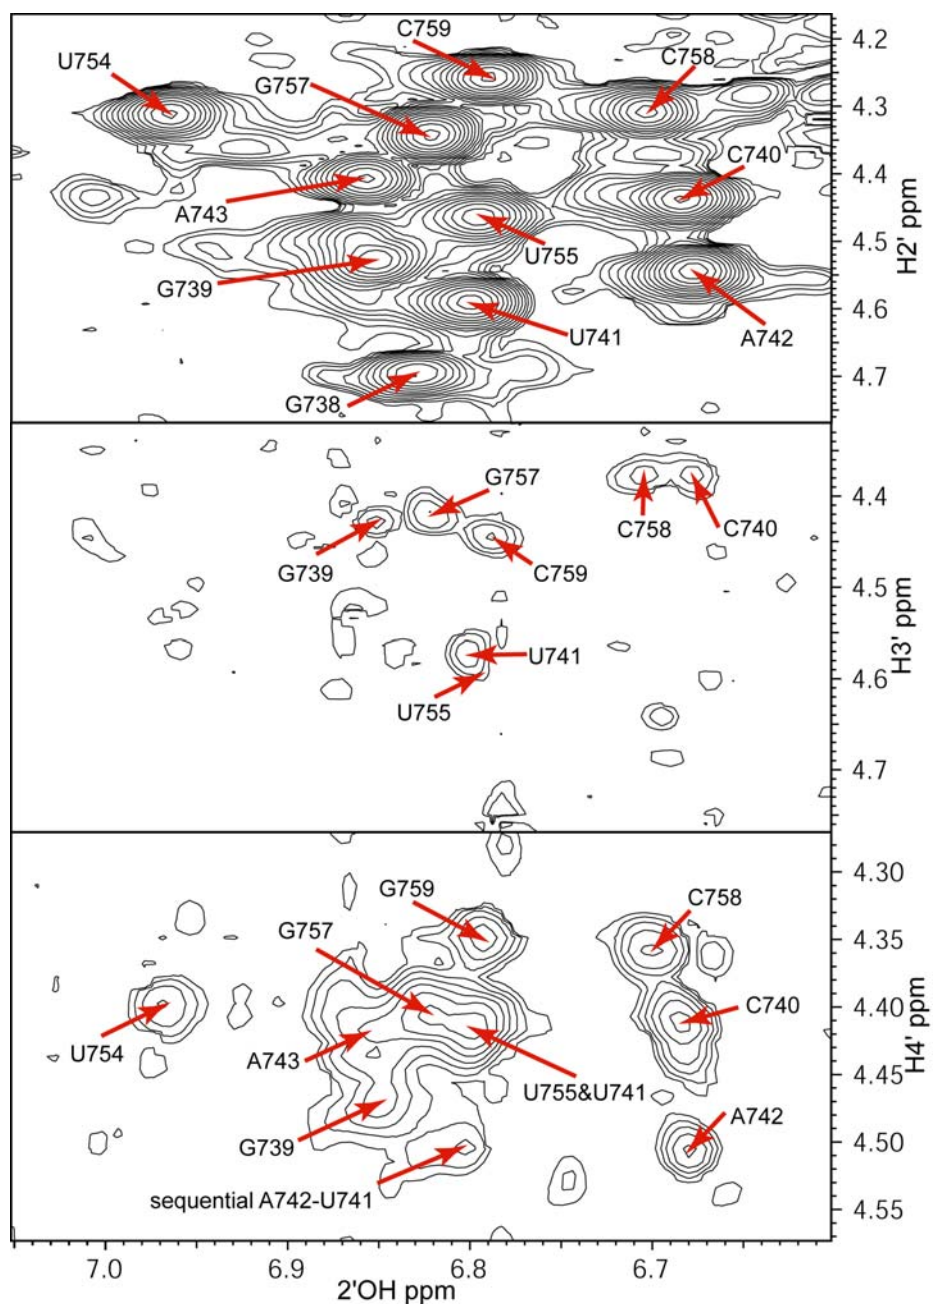 C759
C758
U754
G757
C740
A743
U755
G739
U741
A742
G738
4.2
4.3
4.4
4.5
4.6
4.7
H2' ppm
G757
G739
C759
C758
C740
U741
U755
4.4
4.5
4.6
4.7
H3' ppm
G759
C758
G757
C740
U754
A743
U755&U741
A742
G739
sequential A742-U741
4.30
4.35
4.40
4.45
4.50
4.55
H4' ppm
7.0
6.9
6.8
6.7
2'OH ppm